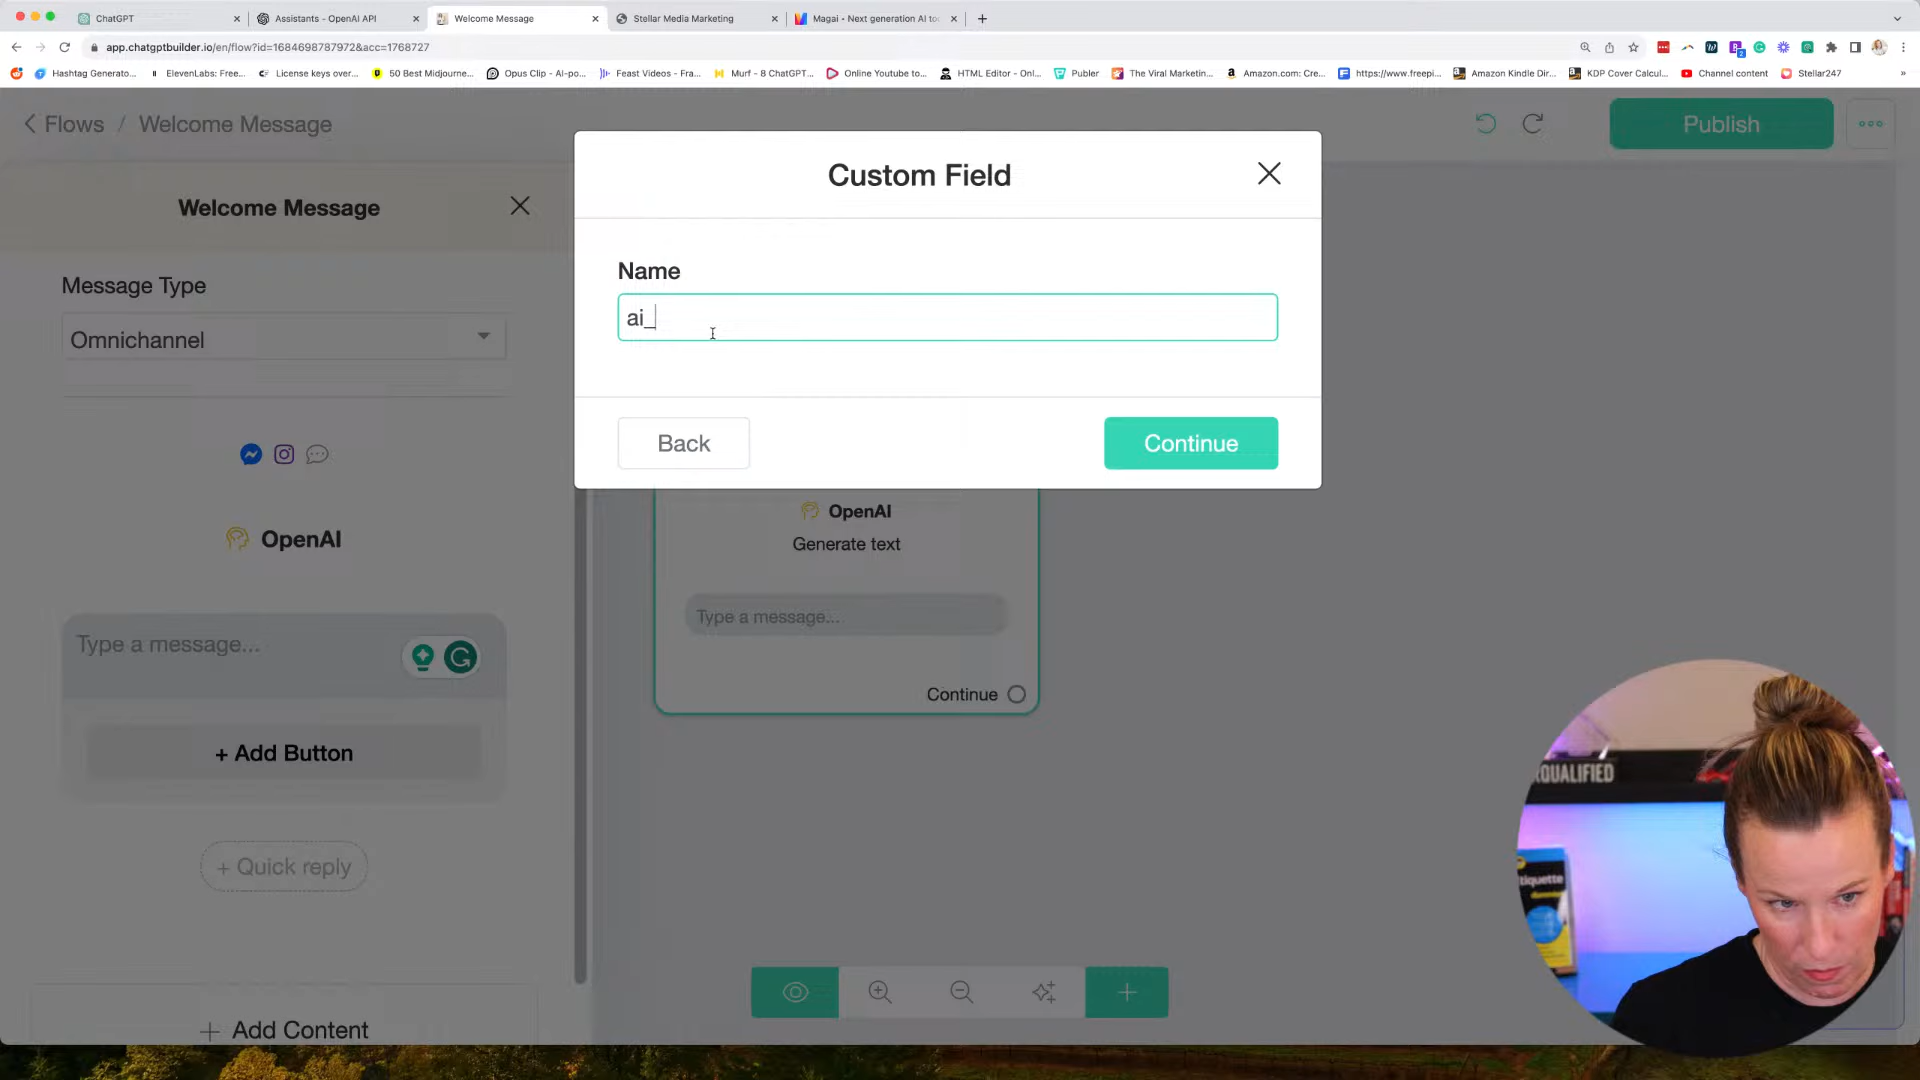 ChatGPT
Assistants - OpenAI API
Welcome Message
Stellar Media Marketing
Magai - Next generation AI to
app.chatgptbuilder.io/en/flow?id=1684698787972&acc=1768727
Hashtag Generato...
ElevenLabs: Free...
License keys over...
50 Best Midjourne...
Opus Clip - AI-po...
Feast Videos - Fra...
Murf - 8 ChatGPT...
Online Youtube to...
HTML Editor - Onl...
Publer
The Viral Marketin...
Amazon.com: Cre...
https://www.freepi...
Amazon Kindle Dir...
KDP Cover Calcul...
Channel content
Stellar247
Flows / Welcome Message
Publish
Custom Field
Welcome Message
Name
Message Type
ai_
Omnichannel
Back
Continue
OpenAI
Generate text
OpenAI
Type a message...
Type a message...
Continue
+ Add Button
+ Quick reply
+ Add Content
QUALIFIED
tiquette